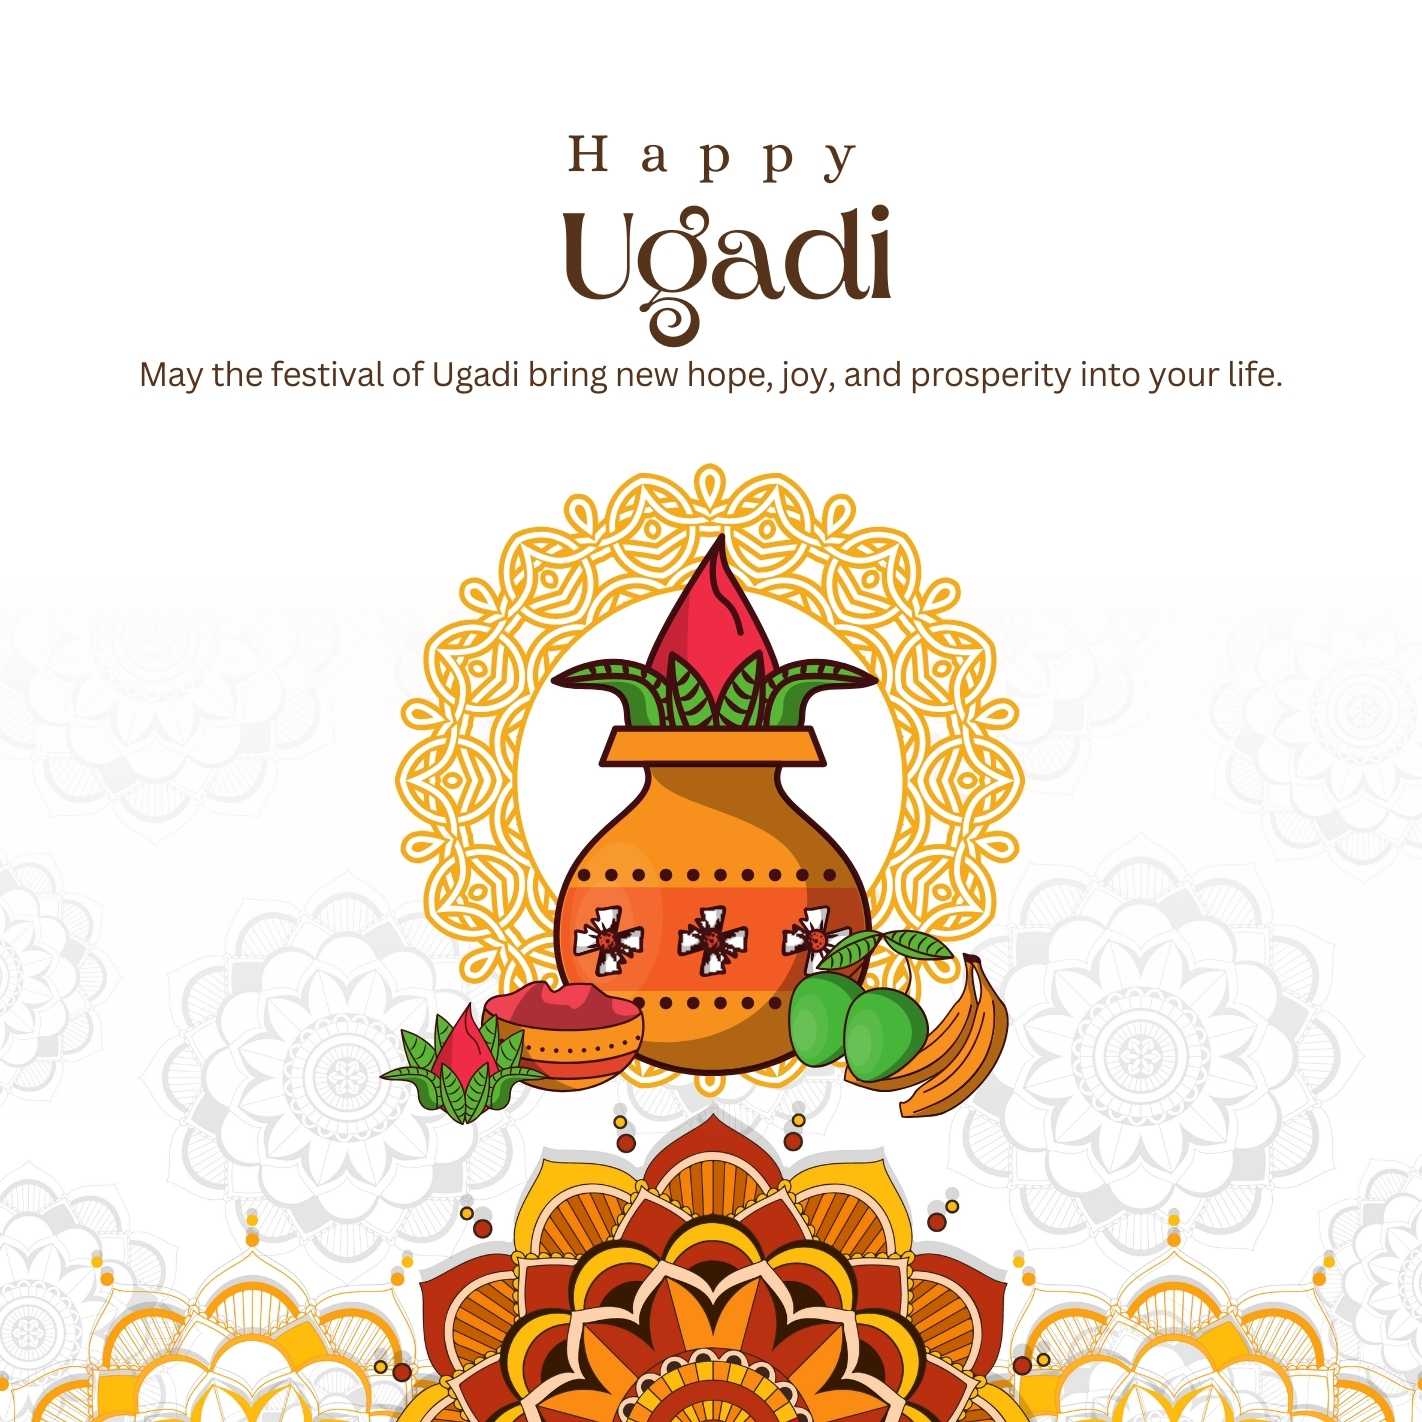 Happy
Ugadi
May the festival of Ugadi bring new hope, joy, and prosperity into your life.